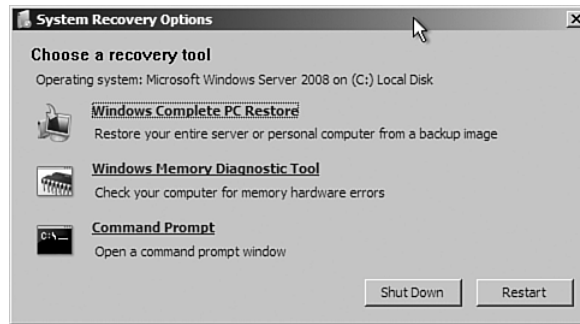 System Recovery Options
Choose a recovery tool
Operating system: Microsoft Windows Server 2008 on (C:) Local Disk
Windows Complete PC Restore
Restore your entire server or personal computer from a backup image
Windows Memory Diagnostic Tool
Check your computer for memory hardware errors
C:\_
Command Prompt
Open a command prompt window
Shut Down Restart